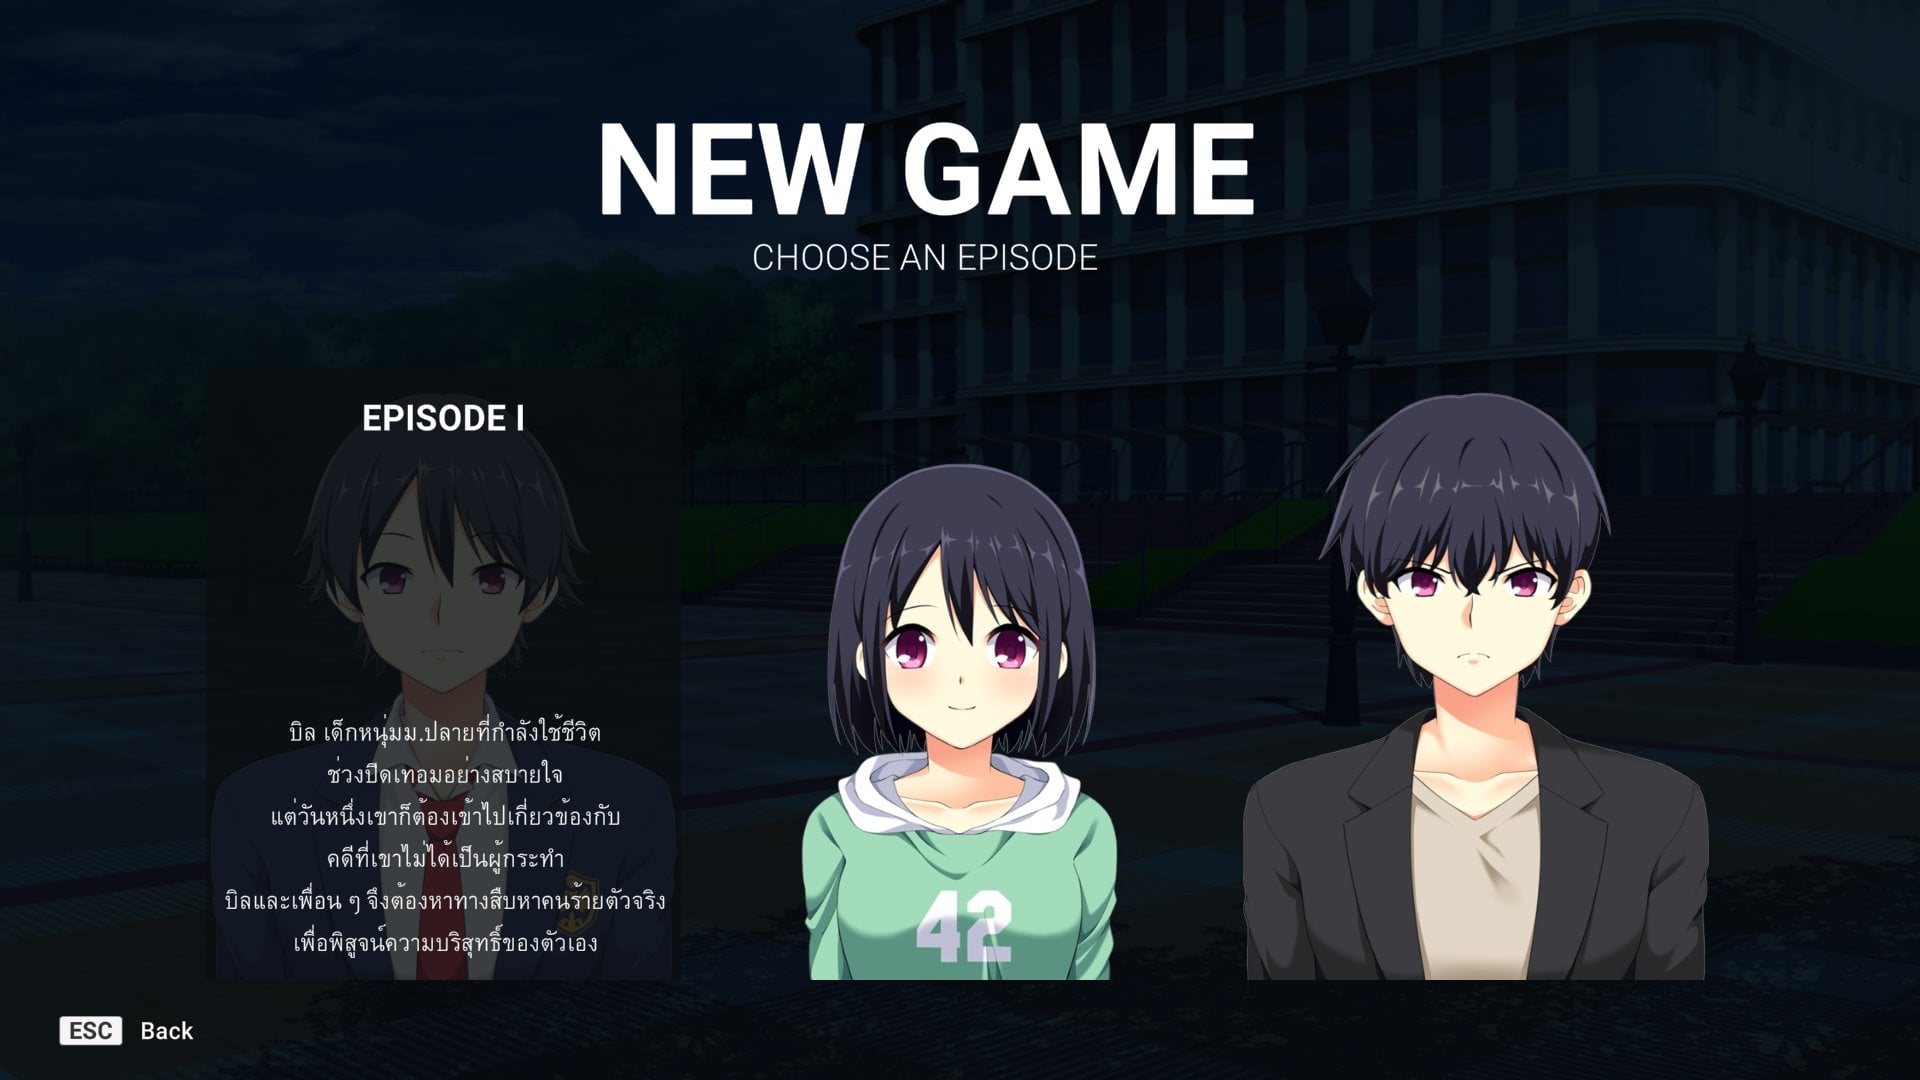 NEW GAME
CHOOSE AN EPISODE
EPISODE I
บิล เด็กหนุ่มม.ปลายที่กำลังใช้ชีวิต
ช่วงปิดเทอมอย่างสบายใจ
แต่วันหนึ่งเขาก็ต้องเข้าไปเกี่ยวข้องกับ
คดีที่เขาไม่ได้เป็นผู้กระทำ
บิลและเพื่อน ๆ จึงต้องหาทางสืบหาคนร้ายตัวจริง
เพื่อพิสูจน์ความบริสุทธิ์ของตัวเอง
42
ESC Back